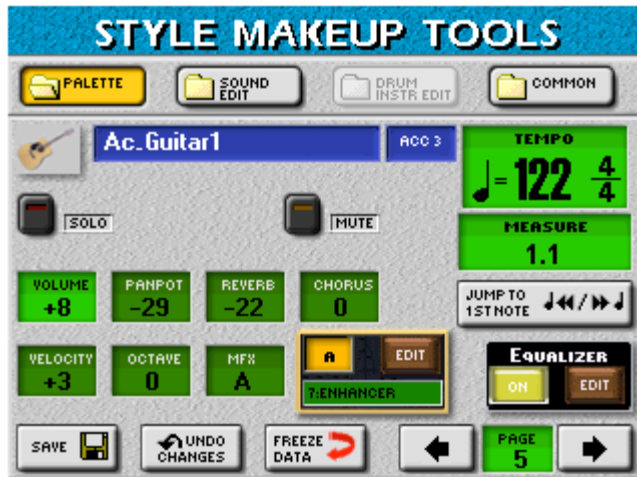 STYLE MAKEUP TOOLS
PALETTE
SOUND
EDIT
DRUM
INSTR EDIT
COMMON
Ac_Guitar1
ACC 3
TEMPO
=122 4/4
SOLO
MUTE
MEASURE
1.1
VOLUME
+8
PANPOT
-29
REVERB
-22
CHORUS
0
JUMP TO
1ST NOTE
VELOCITY
+3
OCTAVE
0
MFX
A
A
EDIT
7:ENHANCER
EQUALIZER
ON
EDIT
SAVE
UNDO
CHANGES
FREEZE
DATA
PAGE
5